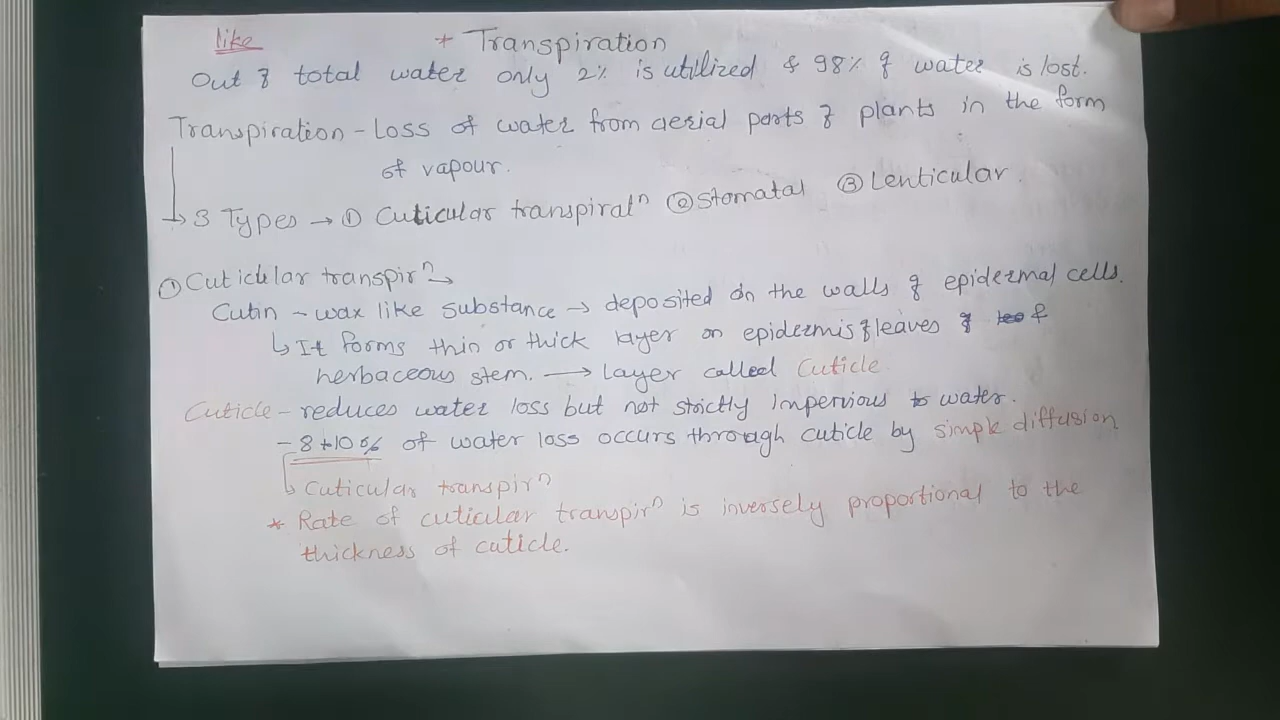 like
* Transpiration
Out of total water only 2% is utilized & 98% of water is lost.
Transpiration - Loss of water from aerial parts of plants in the form
of vapour.
→ 3 Types → ① Cuticular transpiratⁿ ② Stomatal ③ Lenticular.
① Cuticular transpirⁿ →
Cutin - wax like substance → deposited on the walls of epidermal cells.
↳ It forms thin or thick layer on epidermis of leaves of &
herbaceous stem. → layer called Cuticle
Cuticle - reduces water loss but not strictly impervious to water.
- 8 to 10% of water loss occurs through cuticle by simple diffusion
↳ Cuticular transpirⁿ
* Rate of cuticular transpirⁿ is inversely proportional to the
thickness of cuticle.